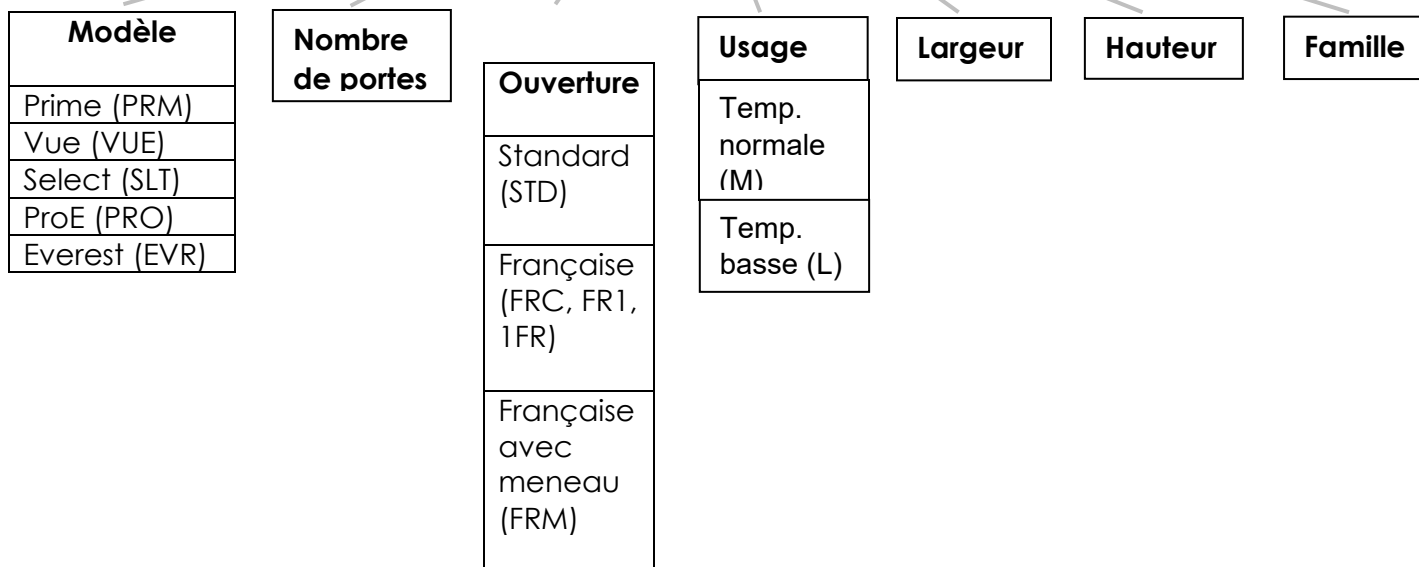 Modèle
Prime (PRM)
Vue (VUE)
Select (SLT)
ProE (PRO)
Everest (EVR)
Nombre
de portes
Ouverture
Standard
(STD)
Française
(FRC, FR1,
1FR)
Française
avec
meneau
(FRM)
Usage
Temp.
normale
(M)
Temp.
basse (L)
Largeur
Hauteur
Famille